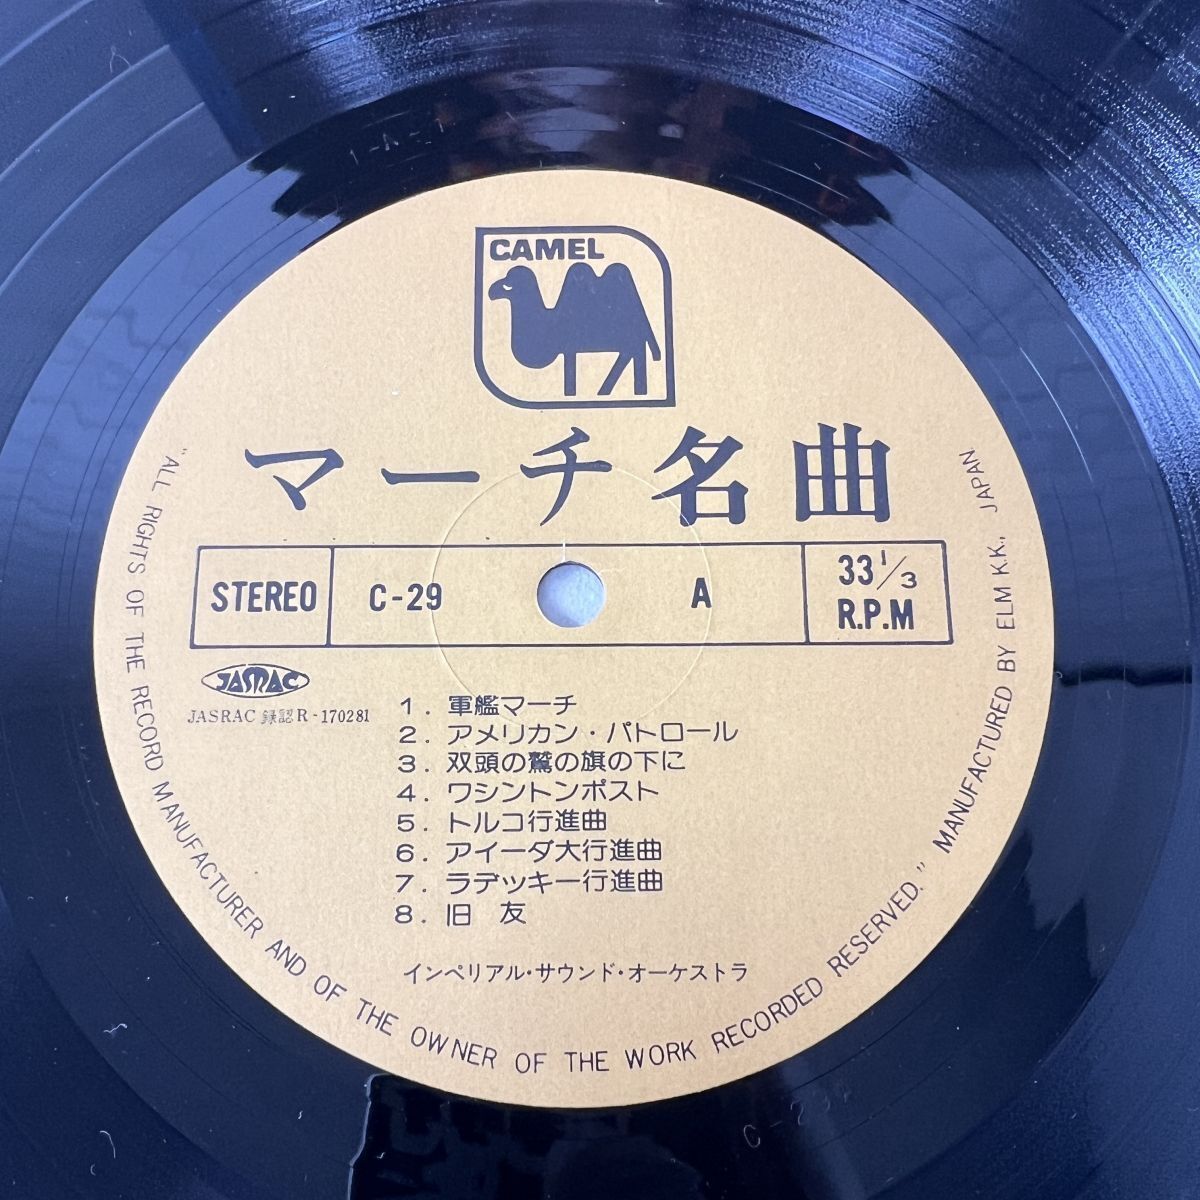 CAMEL
マーチ名曲
STEREO
C-29
A
33 1/3
R.P.M
JASRAC
JASRAC 録認R-170281
1. 軍艦マーチ
2. アメリカン・パトロール
3. 双頭の鷲の旗の下に
4. ワシントンポスト
5. トルコ行進曲
6. アイーダ大行進曲
7. ラデッキー行進曲
8. 旧 友
インペリアル・サウンド・オーケストラ
"ALL RIGHTS OF THE RECORD MANUFACTURER AND OF THE OWNER OF THE WORK RECORDED RESERVED." MANUFACTURED BY ELM K.K., JAPAN